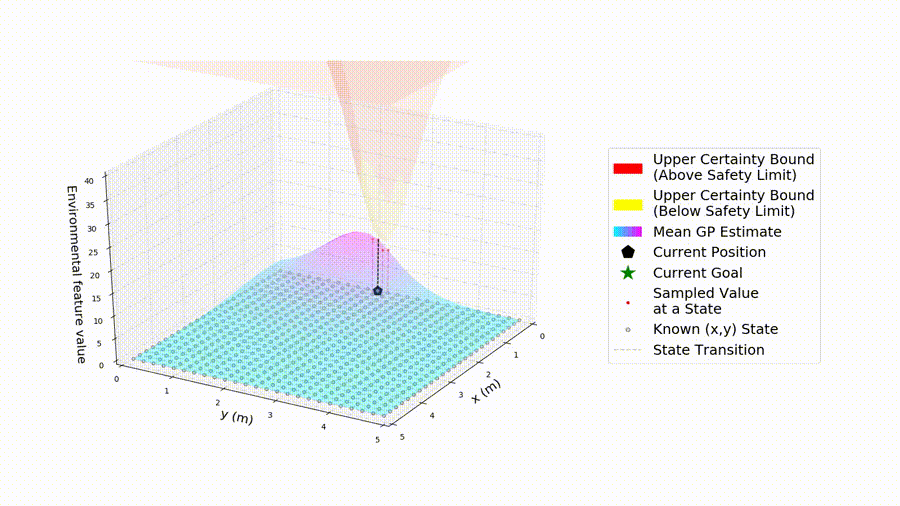 40
35
30
25
20
15
10
5
0
Environmental feature value
0
1
2
3
4
5
y (m)
0
1
2
3
4
5
x (m)
Upper Certainty Bound
(Above Safety Limit)
Upper Certainty Bound
(Below Safety Limit)
Mean GP Estimate
Current Position
Current Goal
Sampled Value
at a State
Known (x,y) State
State Transition